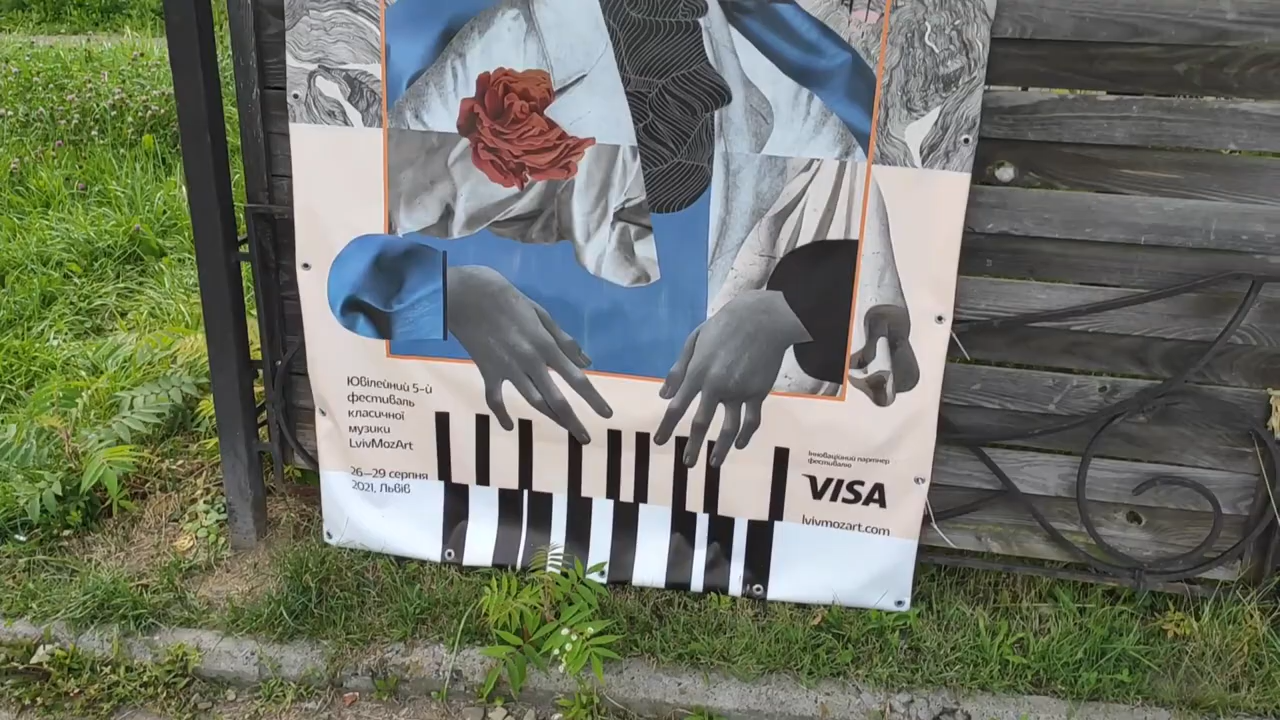 Ювілейний 5-й
фестиваль
класичної
музики
LvivMozArt
26–29 серпня
2021, Львів
Інноваційний партнер
фестивалю
VISA
lvivmozart.com